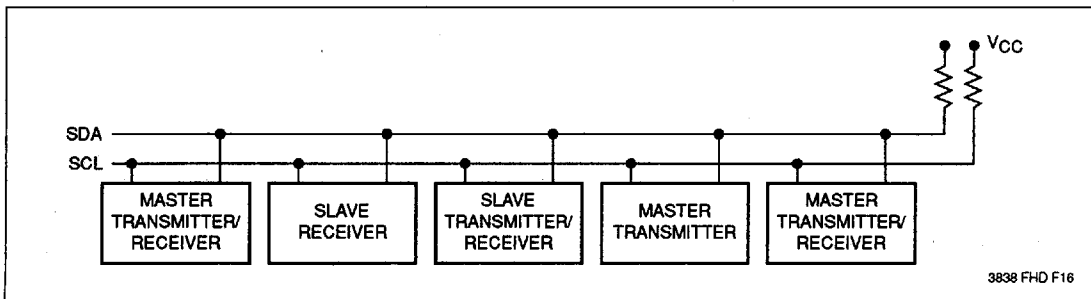 VCC
SDA
SCL
MASTER
TRANSMITTER/
RECEIVER
SLAVE
RECEIVER
SLAVE
TRANSMITTER/
RECEIVER
MASTER
TRANSMITTER
MASTER
TRANSMITTER/
RECEIVER
3838 FHD F16